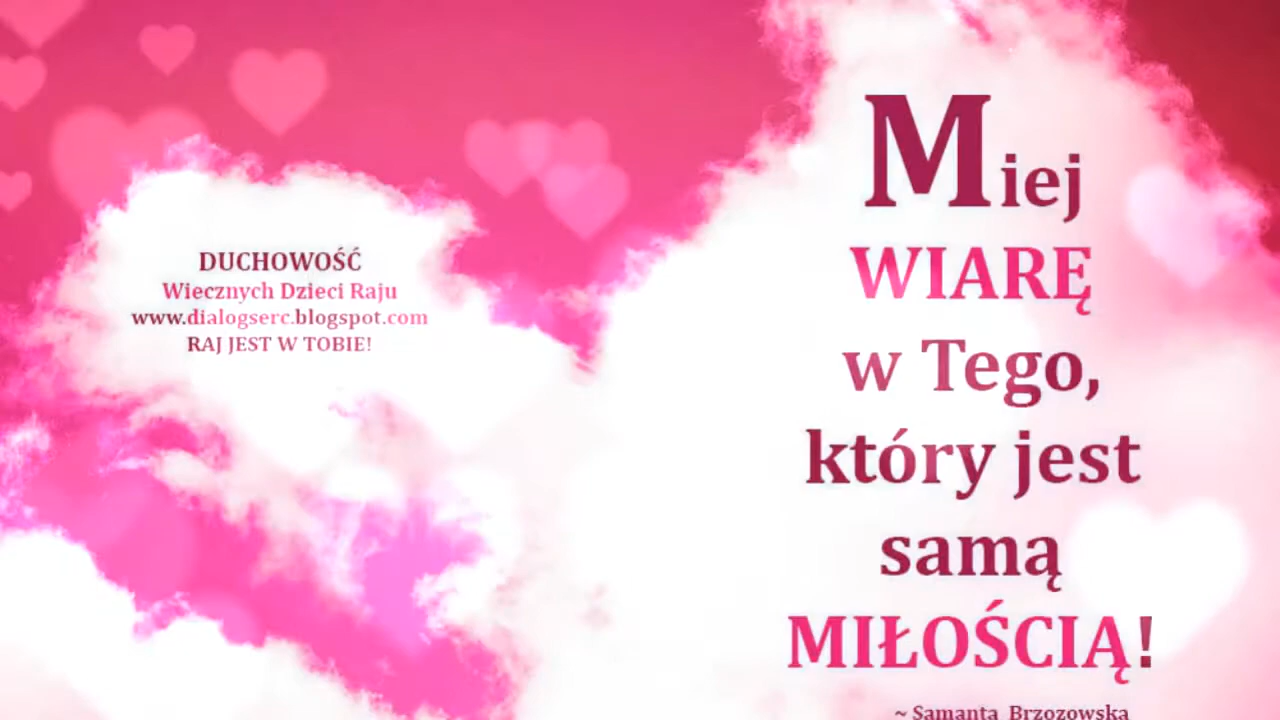 DUCHOWOŚĆ
Wiecznych Dzieci Raju
www.dialogserc.blogspot.com
RAJ JEST W TOBIE!
Miej
WIARĘ
w Tego,
który jest
samą
MIŁOŚCIĄ!
~ Samanta Brzozowska